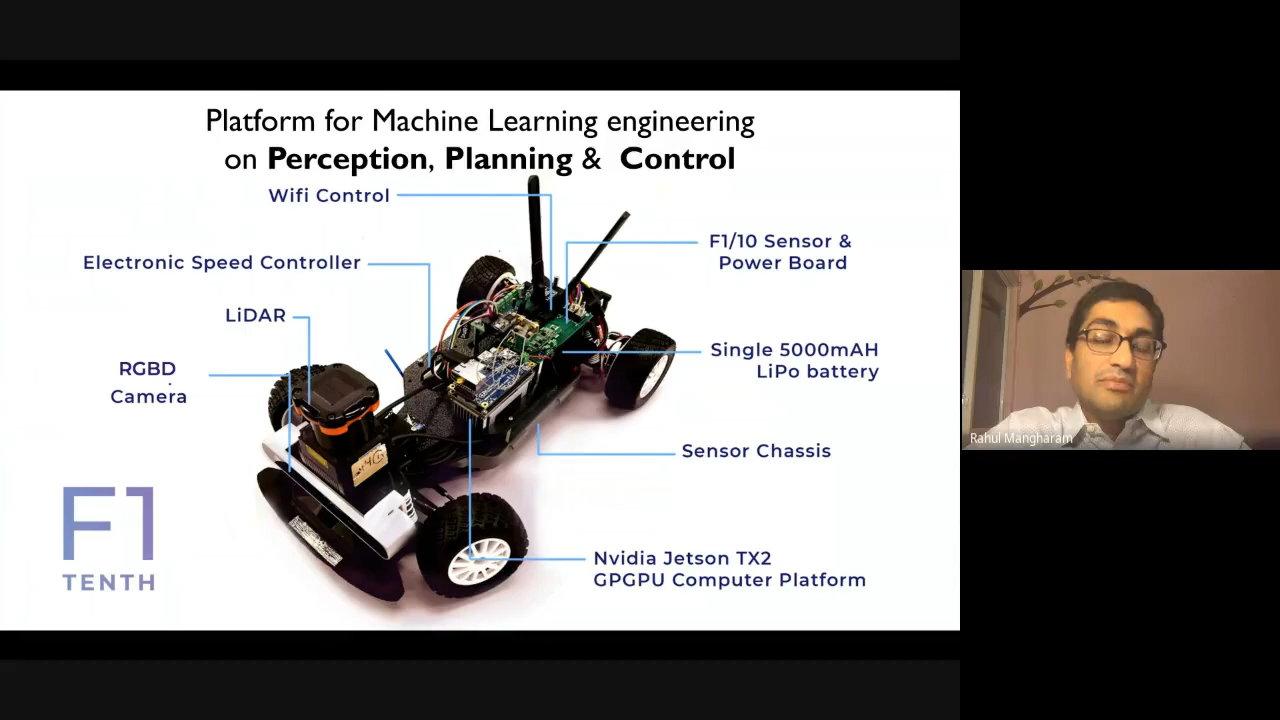 Platform for Machine Learning engineering
on Perception, Planning & Control
Wifi Control
F1/10 Sensor &
Power Board
Electronic Speed Controller
LiDAR
RGBD
Camera
Single 5000mAH
LiPo battery
Sensor Chassis
Nvidia Jetson TX2
GPGPU Computer Platform
F1
TENTH
Rahul Mangharam